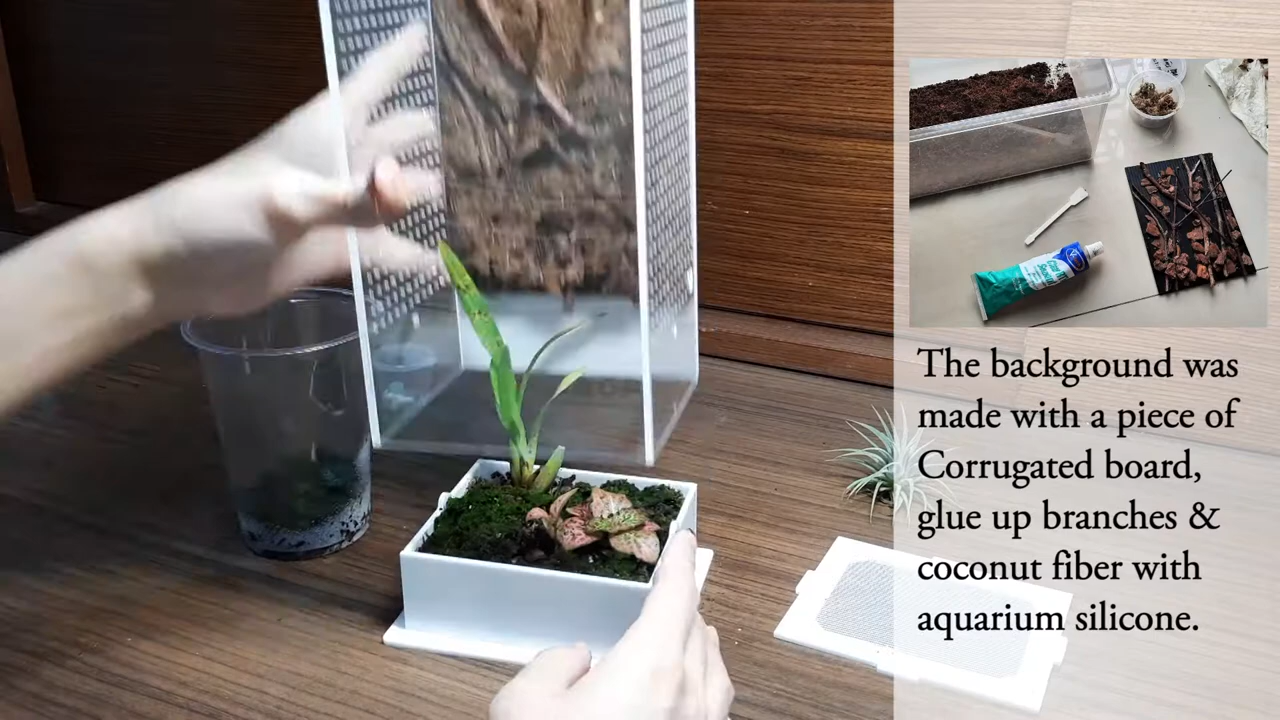 The background was
made with a piece of
Corrugated board,
glue up branches &
coconut fiber with
aquarium silicone.